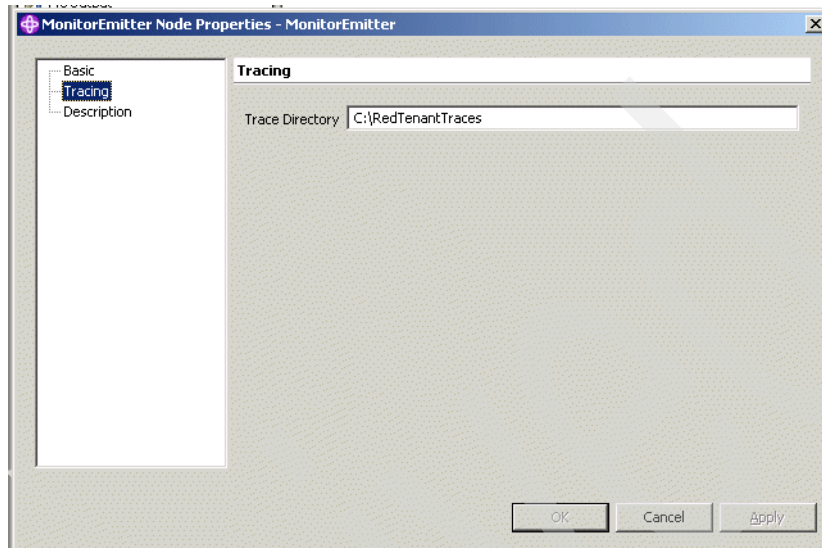 MonitorEmitter Node Properties - MonitorEmitter
Basic
Tracing
Description
Tracing
Trace Directory C:\RedTenantTraces
OK Cancel Apply